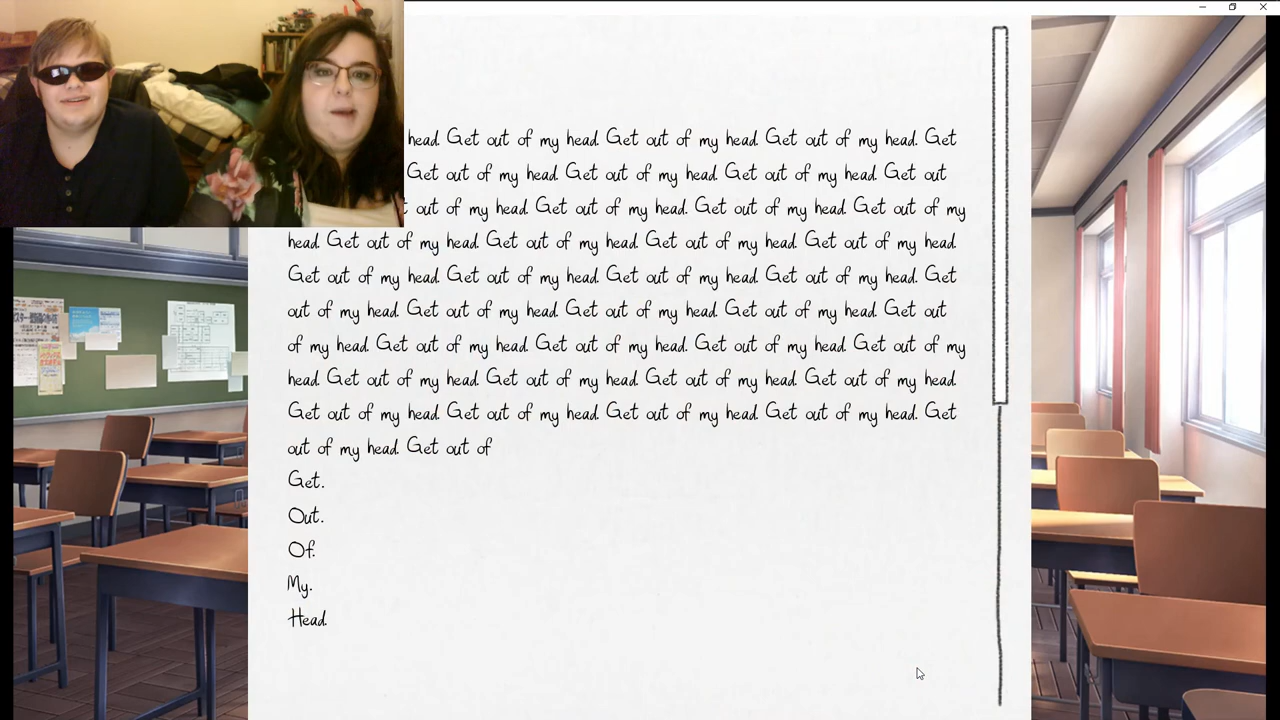 head. Get out of my head. Get out of my head. Get out of my head. Get
Get out of my head. Get out of my head. Get out of my head. Get out
out of my head. Get out of my head. Get out of my head. Get out of my
head. Get out of my head. Get out of my head. Get out of my head. Get out of my head.
Get out of my head. Get out of my head. Get out of my head. Get out of my head. Get
out of my head. Get out of my head. Get out of my head. Get out of my head. Get out
of my head. Get out of my head. Get out of my head. Get out of my head. Get out of my
head. Get out of my head. Get out of my head. Get out of my head. Get out of my head.
Get out of my head. Get out of my head. Get out of my head. Get out of my head. Get
out of my head. Get out of
Get.
Out.
Of.
My.
Head.